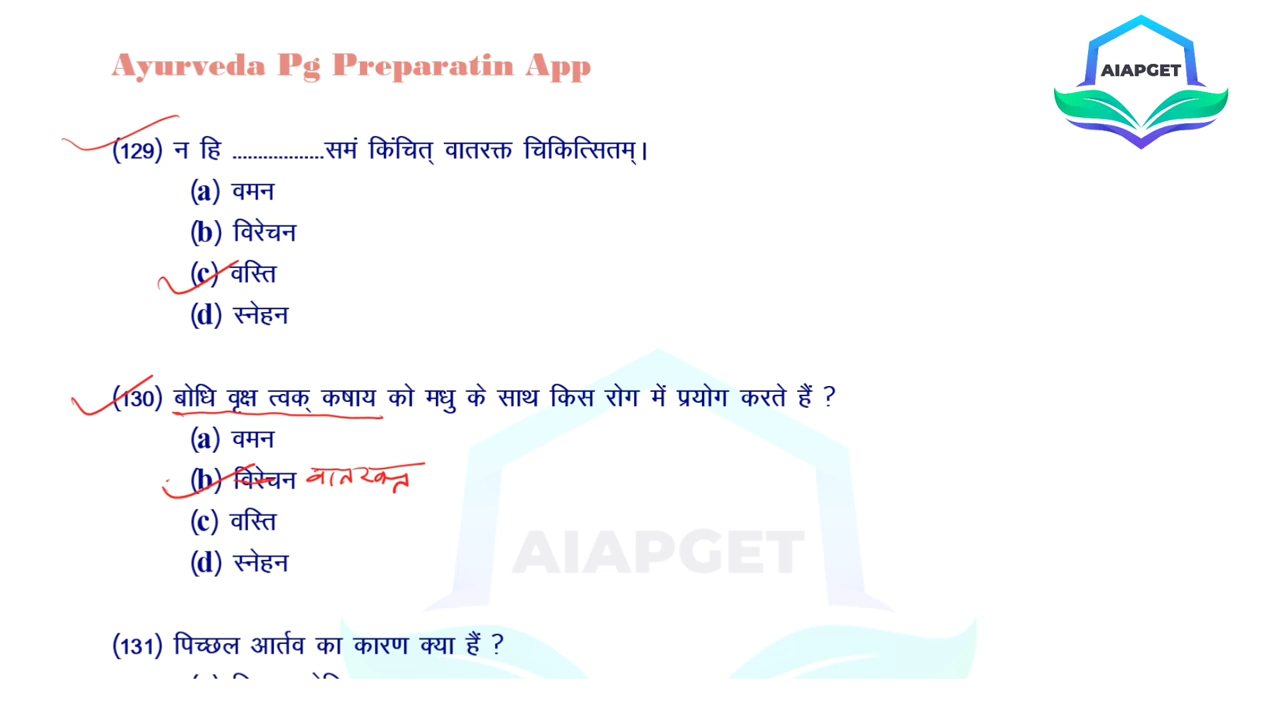 Ayurveda Pg Preparatin App
AIAPGET
(129) न हि ..................समं किंचित् वातरक्त चिकित्सितम्।
(a) वमन
(b) विरेचन
(c) वस्ति
(d) स्नेहन
(130) बोधि वृक्ष त्वक् कषाय को मधु के साथ किस रोग में प्रयोग करते हैं ?
(a) वमन
(b) विरेचन वातरक्त
(c) वस्ति
AIAPGET
(d) स्नेहन
(131) पिच्छल आर्तव का कारण क्या हैं ?